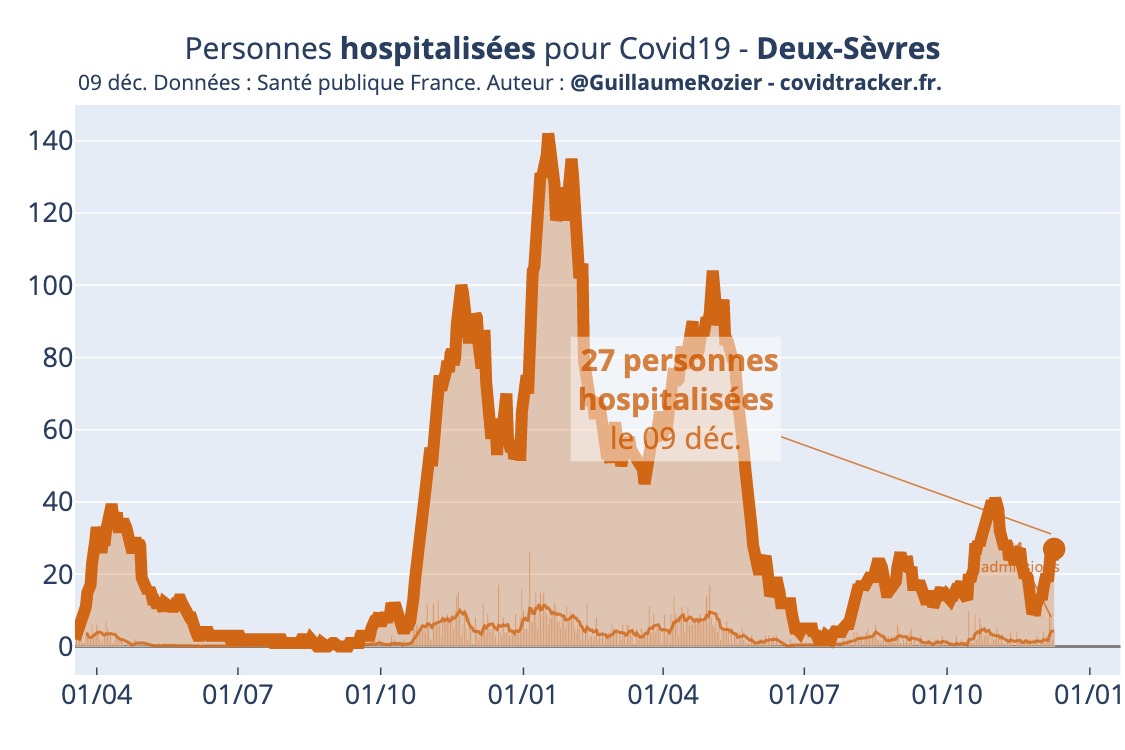 Personnes hospitalisées pour Covid19 - Deux-Sèvres
09 déc. Données : Santé publique France. Auteur : @GuillaumeRozier - covidtracker.fr.
140
120
100
80
60
40
20
0
27 personnes
hospitalisées
le 09 déc.
admissions
01/04
01/07
01/10
01/01
01/04
01/07
01/10
01/01